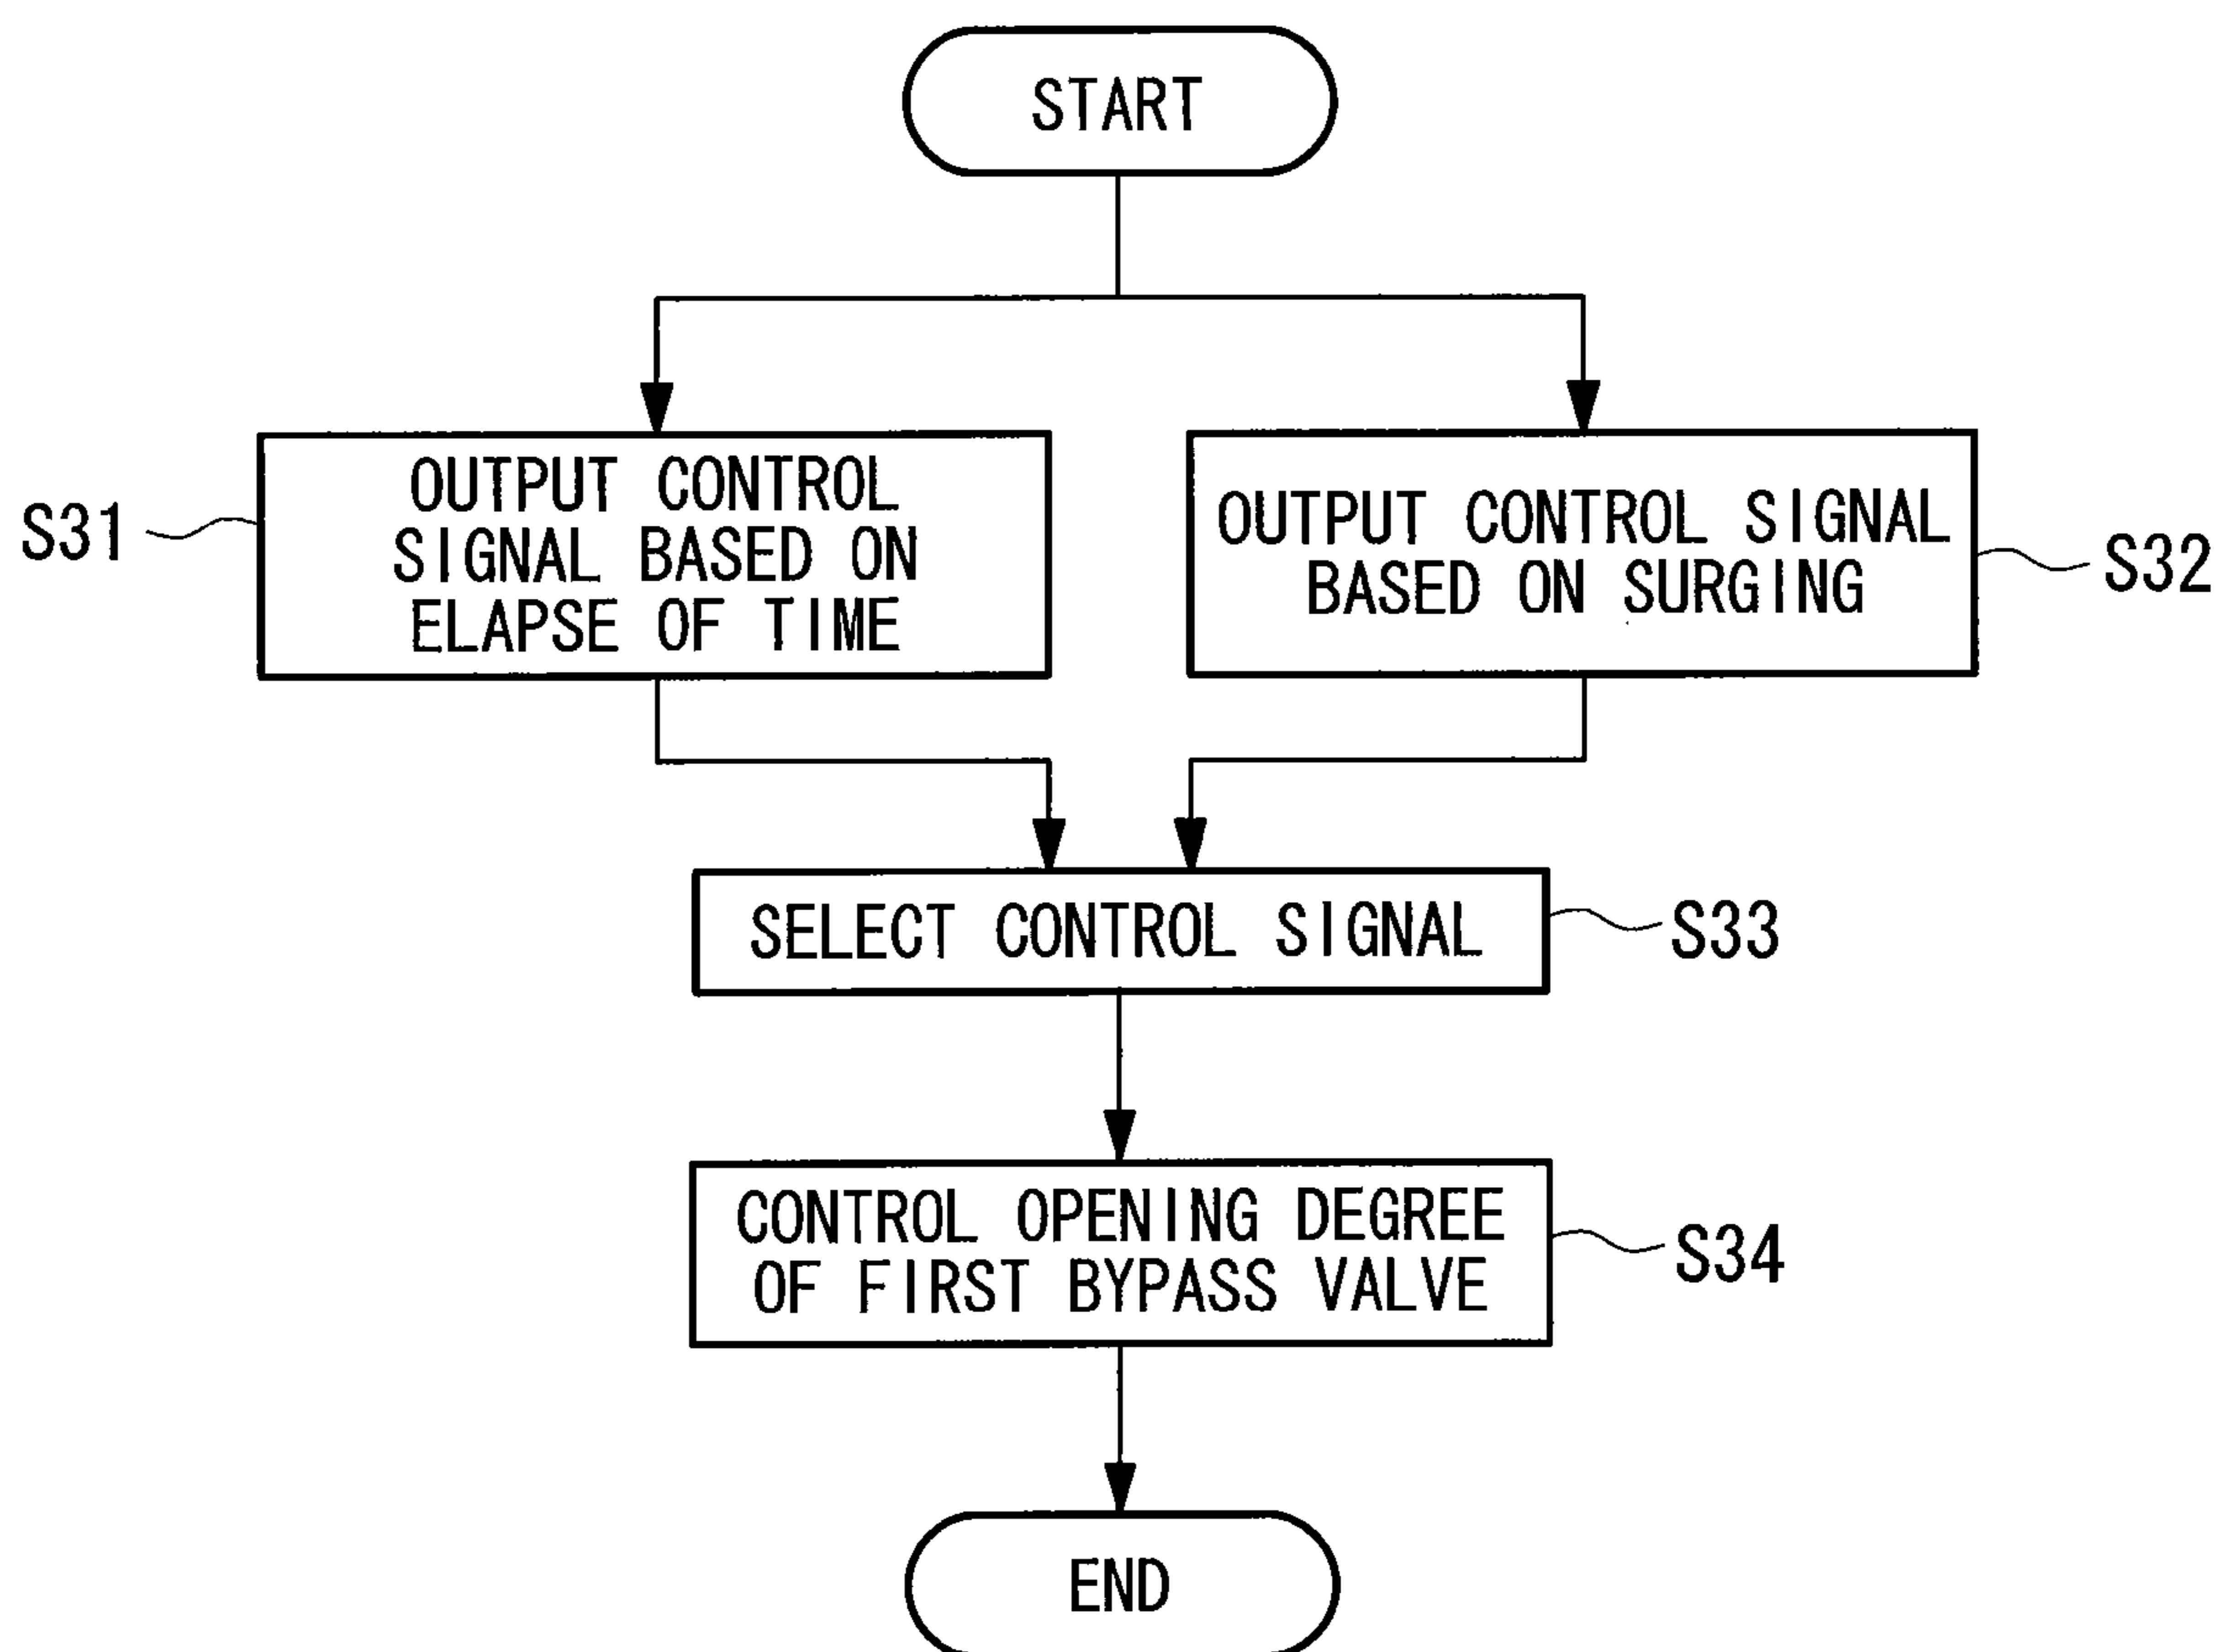 START
S31
OUTPUT CONTROL
SIGNAL BASED ON
ELAPSE OF TIME
OUTPUT CONTROL SIGNAL
BASED ON SURGING
S32
SELECT CONTROL SIGNAL
S33
CONTROL OPENING DEGREE
OF FIRST BYPASS VALVE
S34
END